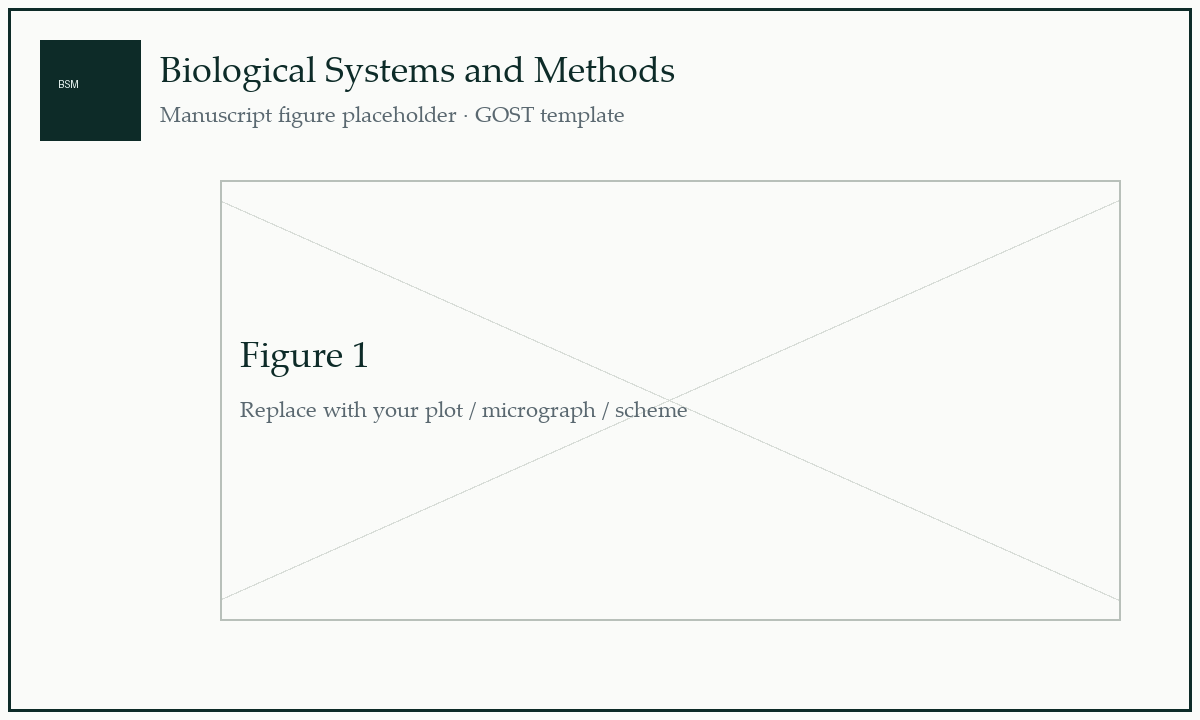 BSM
Biological Systems and Methods
Manuscript figure placeholder · GOST template
Figure 1
Replace with your plot / micrograph / scheme